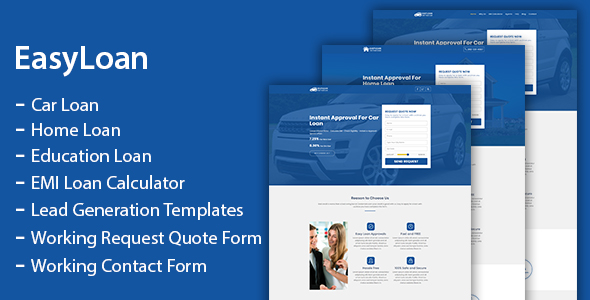 EasyLoan
- Car Loan
- Home Loan
- Education Loan
- EMI Loan Calculator
- Lead Generation Templates
- Working Request Quote Form
- Working Contact Form
Instant Approval For Car
REQUEST QUOTE NOW
Instant Approval For
Home Loan
REQUEST QUOTE NOW
Instant Approval For Car
Loan
7.25%
6.96%
REQUEST QUOTE NOW
SEND REQUEST
Reason to Choose Us
Easy Loan Approvals
Fast and FREE
Hassle Free
100% Safe and Secure